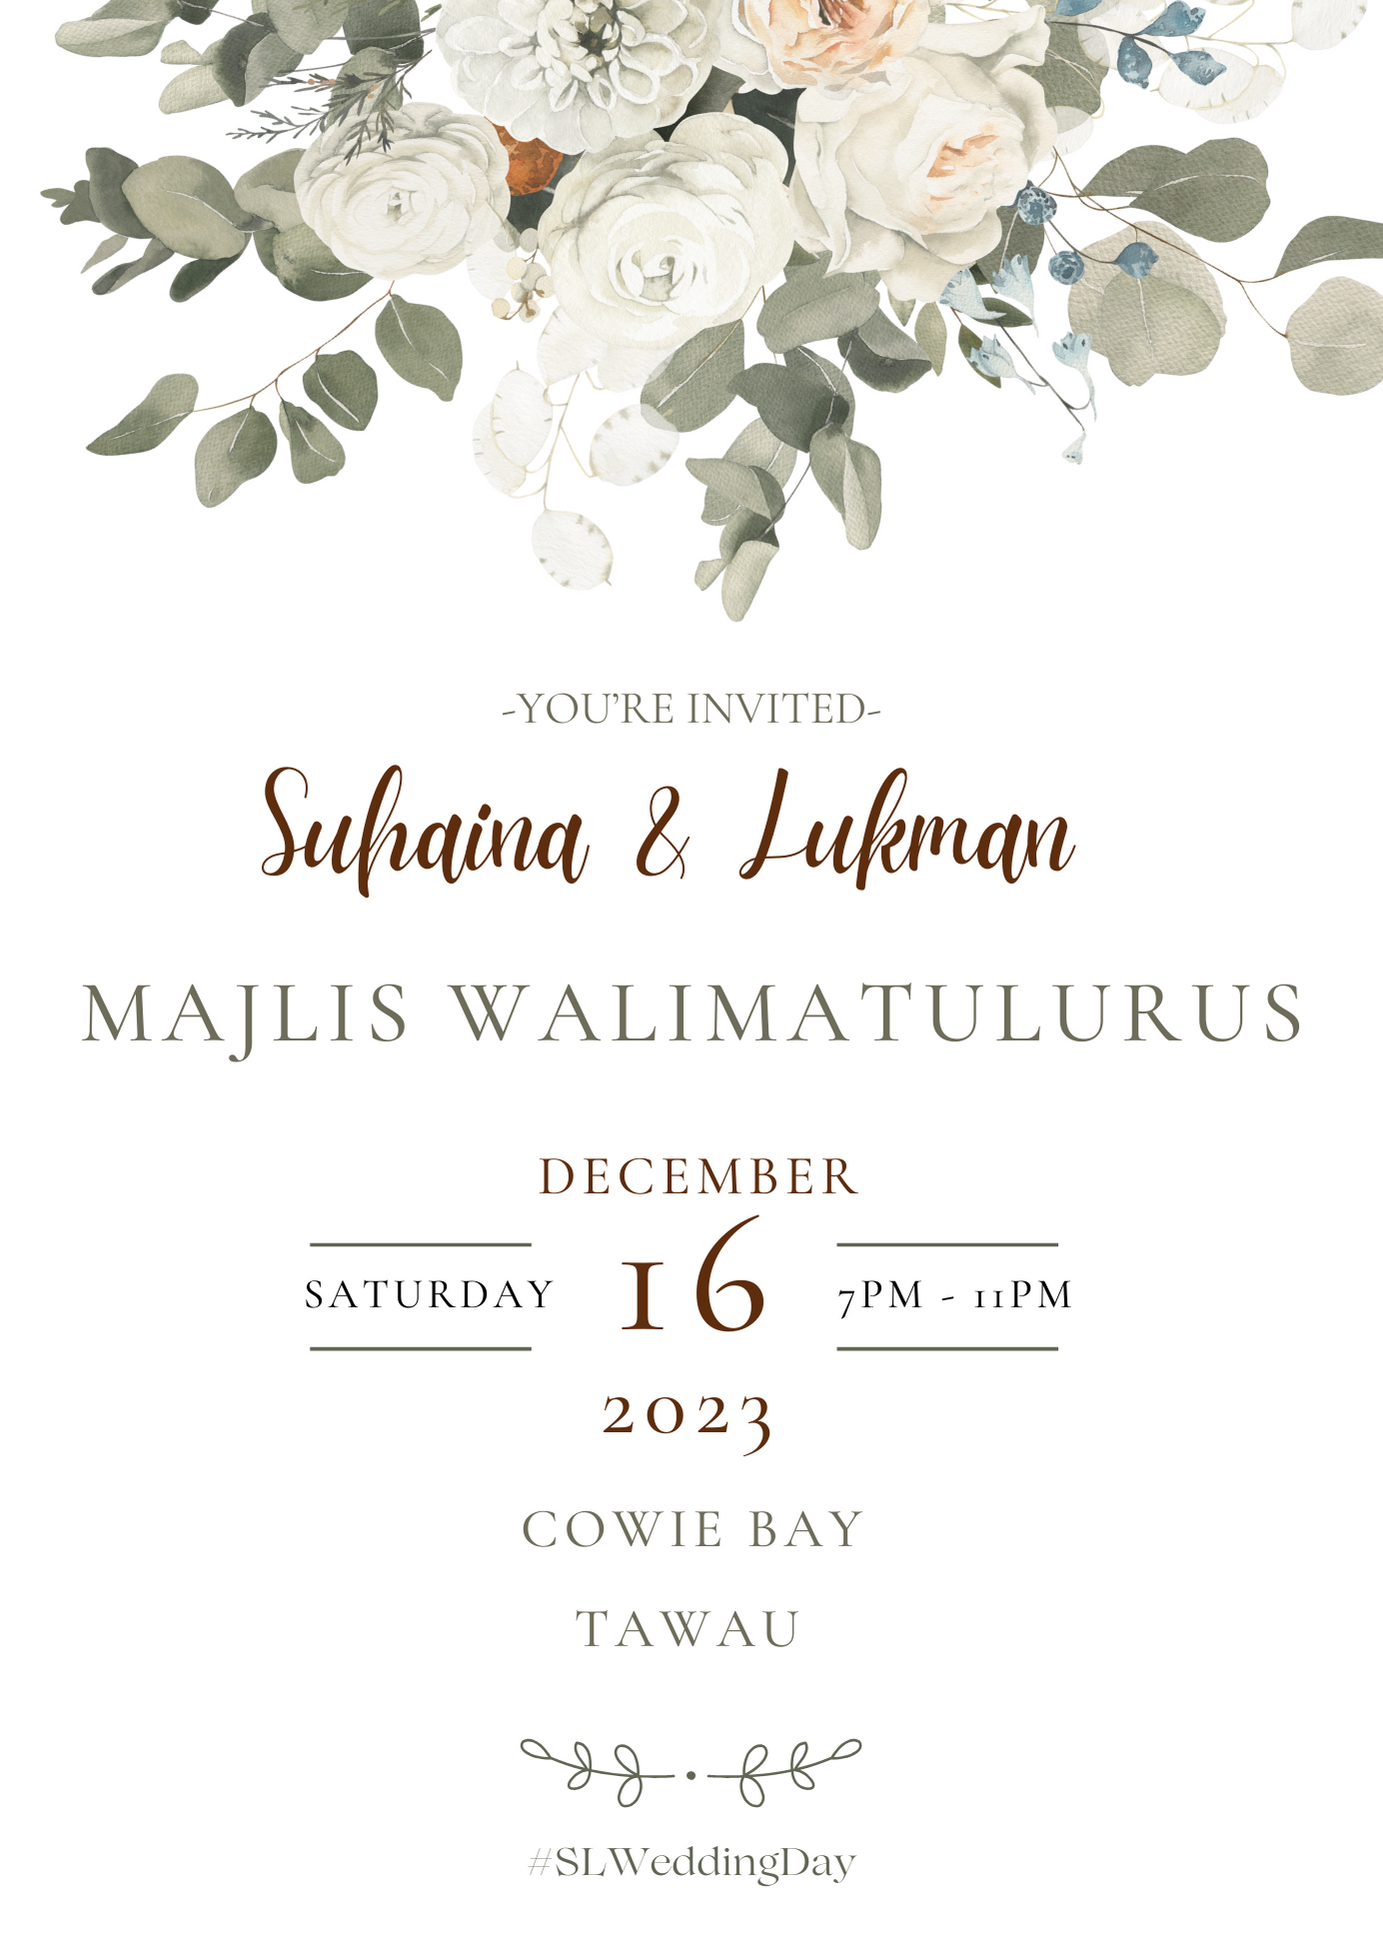 -YOU'RE INVITED-
Suhaina & Lukman
MAJLIS WALIMATULURUS
DECEMBER
SATURDAY 16 7PM - 11PM
2023
COWIE BAY
TAWAU
#SLWeddingDay